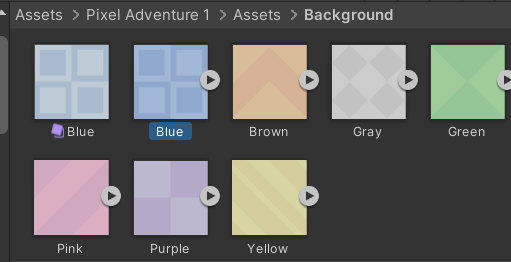 Assets > Pixel Adventure 1 > Assets > Background
Blue Blue Brown Gray Green
Pink Purple Yellow